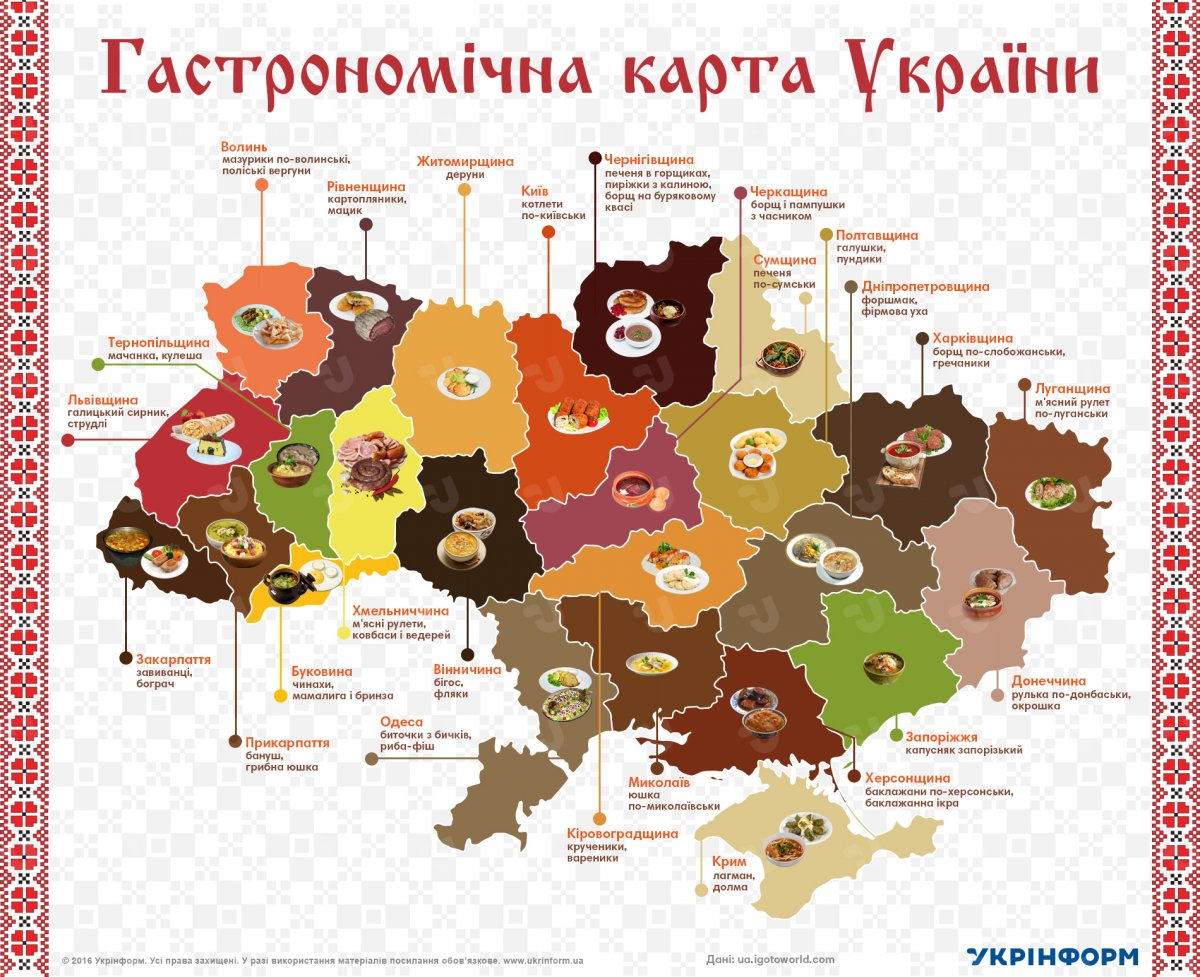 Гастрономічна карта України
Волинь
мазурики по-волинські,
поліські вергуни
Рівненщина
картопляники,
мацик
Житомирщина
деруни
Київ
котлети
по-київськи
Чернігівщина
печеня в горщиках,
пиріжки з калиною,
борщ на буряковому
квасі
Черкащина
борщ і пампушки
з часником
Сумщина
печеня
по-сумськи
Полтавщина
галушки,
пундики
Дніпропетровщина
форшмак,
фірмова уха
Харківщина
борщ по-слобожанськи,
гречаники
Луганщина
м'ясний рулет
по-луганськи
Тернопільщина
мачанка, кулеша
Львівщина
галицький сирник,
струдлі
Закарпаття
завиванці,
бограч
Прикарпаття
бануш,
грибна юшка
Буковина
чинахи,
мамалига і бринза
Хмельниччина
м'ясні рулети,
ковбаси і ведерей
Вінничина
бігос,
фляки
Одеса
биточки з бичків,
риба-фіш
Кіровоградщина
крученики,
вареники
Миколаїв
юшка
по-миколаївськи
Крим
лагман,
долма
Херсонщина
баклажани по-херсонськи,
баклажанна ікра
Запоріжжя
капусняк запорізький
Донеччина
рулька по-донбаськи,
окрошка
© 2016 Укрінформ. Усі права захищені. У разі використання матеріалів посилання обов'язкове. www.ukrinform.ua
Дані: ua.igotoworld.com
УКРІНФОРМ